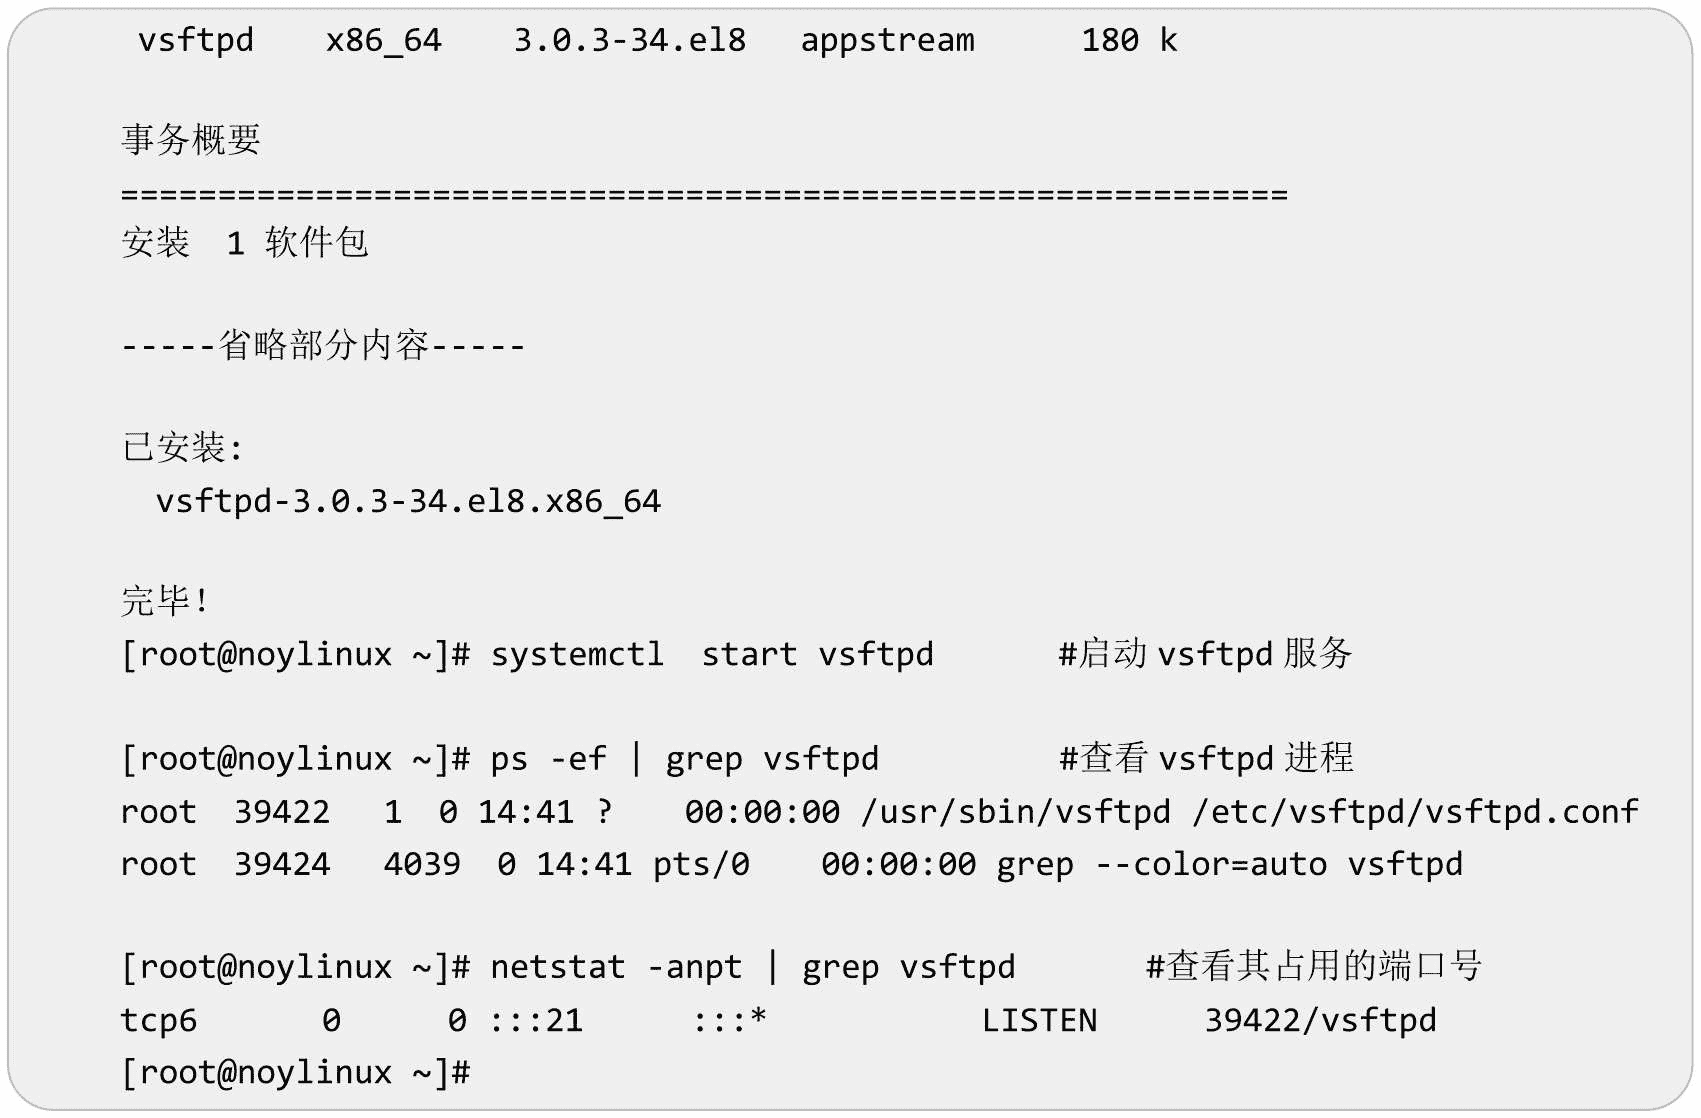 vsftpd    x86_64    3.0.3-34.el8   appstream      180 k
事务概要
============================================================
安装  1 软件包
-----省略部分内容-----
已安装:
  vsftpd-3.0.3-34.el8.x86_64
完毕!
[root@noylinux ~]# systemctl  start vsftpd       #启动 vsftpd 服务
[root@noylinux ~]# ps -ef | grep vsftpd          #查看 vsftpd 进程
root  39422   1  0 14:41 ?    00:00:00 /usr/sbin/vsftpd /etc/vsftpd/vsftpd.conf
root  39424   4039  0 14:41 pts/0    00:00:00 grep --color=auto vsftpd
[root@noylinux ~]# netstat -anpt | grep vsftpd       #查看其占用的端口号
tcp6       0      0 :::21      :::*            LISTEN      39422/vsftpd
[root@noylinux ~]#